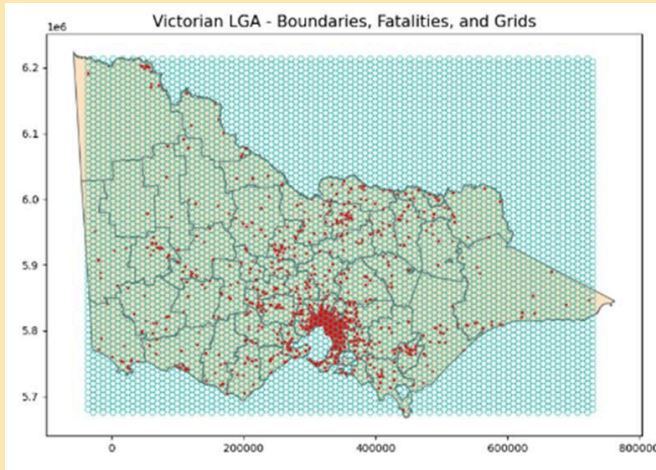 Victorian LGA - Boundaries, Fatalities, and Grids
1e6
6.2
6.1
6.0
5.9
5.8
5.7
0 200000 400000 600000 800000